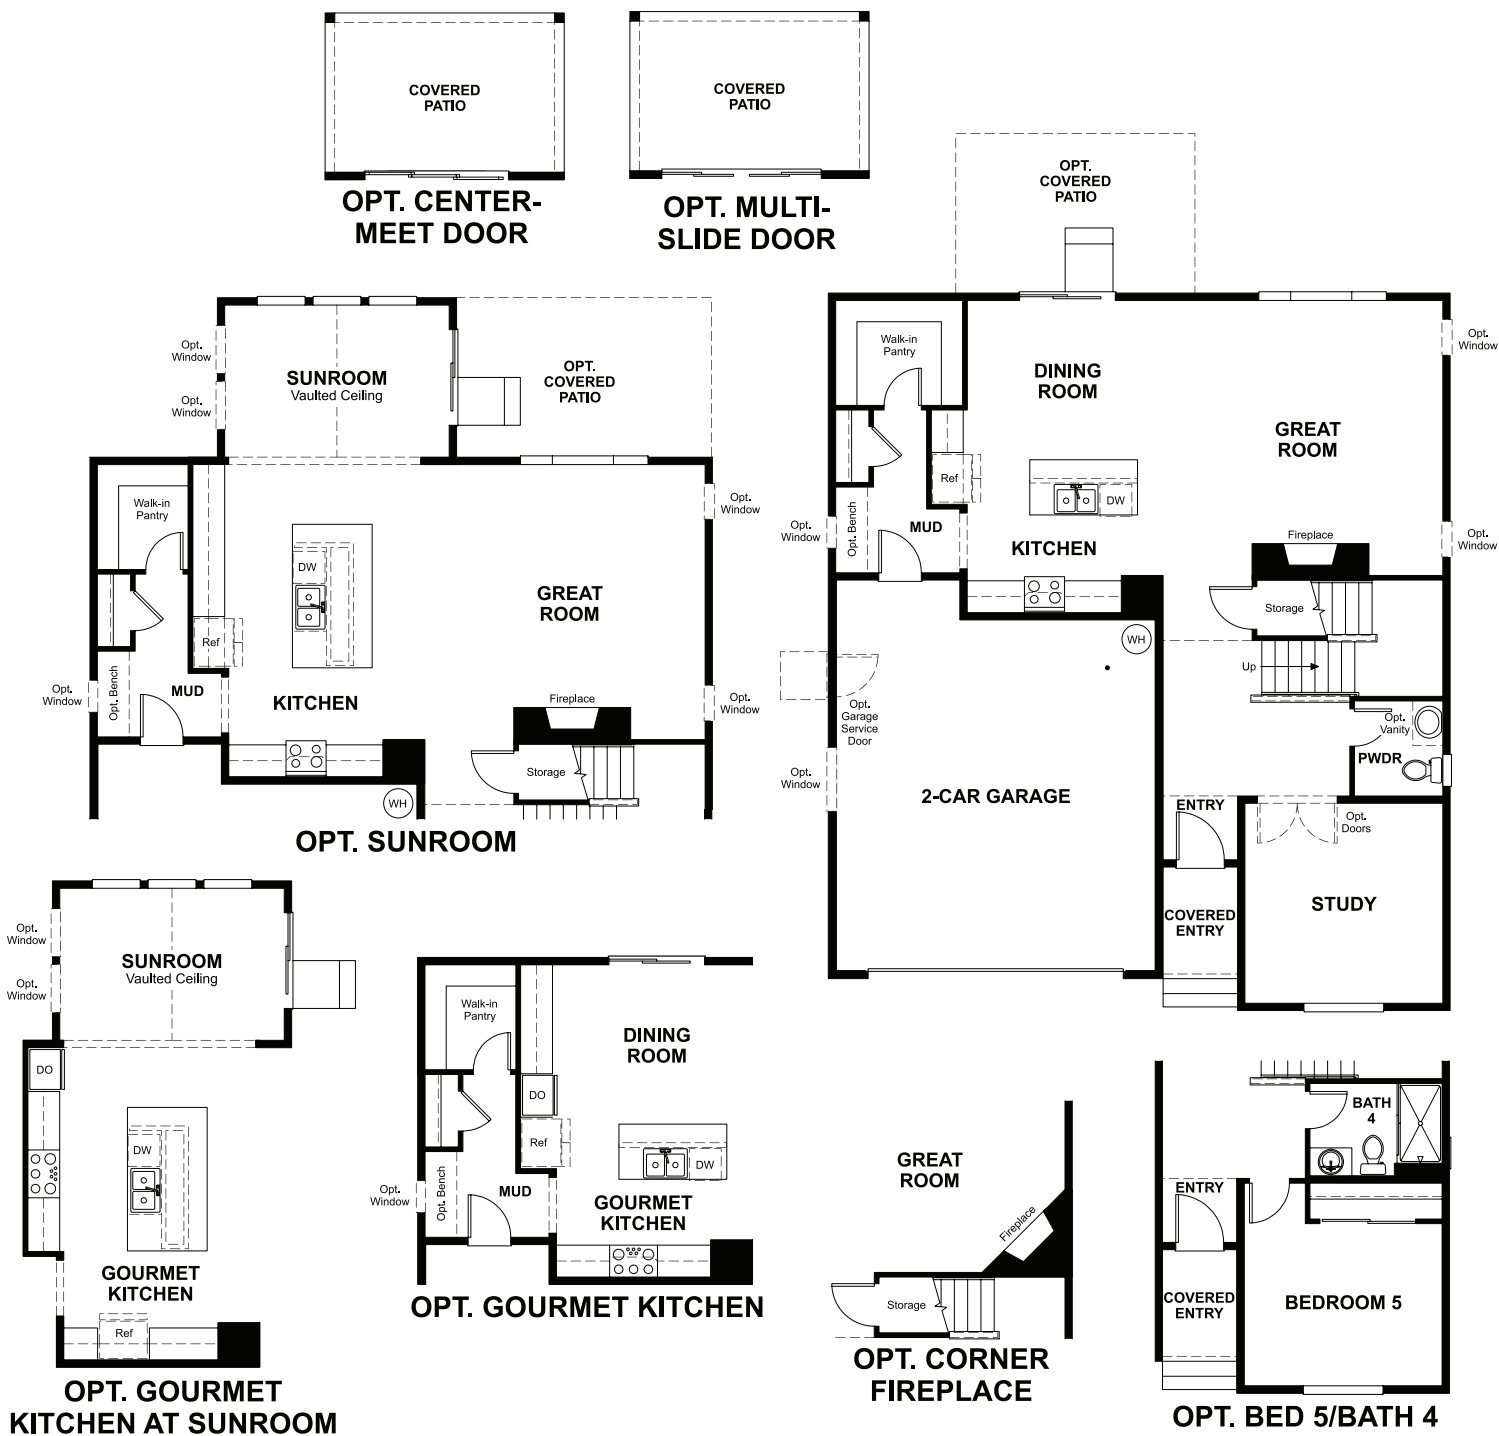 COVERED
PATIO
OPT. CENTER-
MEET DOOR
COVERED
PATIO
OPT. MULTI-
SLIDE DOOR
OPT.
COVERED
PATIO
Walk-in
Pantry
DINING
ROOM
GREAT
ROOM
Opt.
Window
Ref
DW
Opt.
Window
Opt. Bench
MUD
KITCHEN
Fireplace
Opt.
Window
Storage
WH
Up
Opt.
Garage
Service
Door
Opt.
Vanity
PWDR
Opt.
Window
2-CAR GARAGE
ENTRY
Opt.
Doors
COVERED
ENTRY
STUDY
Opt.
Window
Opt.
Window
SUNROOM
Vaulted Ceiling
OPT.
COVERED
PATIO
Walk-in
Pantry
Opt.
Window
DW
GREAT
ROOM
Ref
Opt.
Window
Opt. Bench
MUD
KITCHEN
Fireplace
Opt.
Window
Storage
WH
OPT. SUNROOM
Opt.
Window
Opt.
Window
SUNROOM
Vaulted Ceiling
DO
DW
GOURMET
KITCHEN
Ref
OPT. GOURMET
KITCHEN AT SUNROOM
Walk-in
Pantry
DINING
ROOM
DO
Ref
DW
Opt.
Window
Opt. Bench
MUD
GOURMET
KITCHEN
OPT. GOURMET KITCHEN
GREAT
ROOM
Fireplace
Storage
OPT. CORNER
FIREPLACE
BATH
4
ENTRY
COVERED
ENTRY
BEDROOM 5
OPT. BED 5/BATH 4